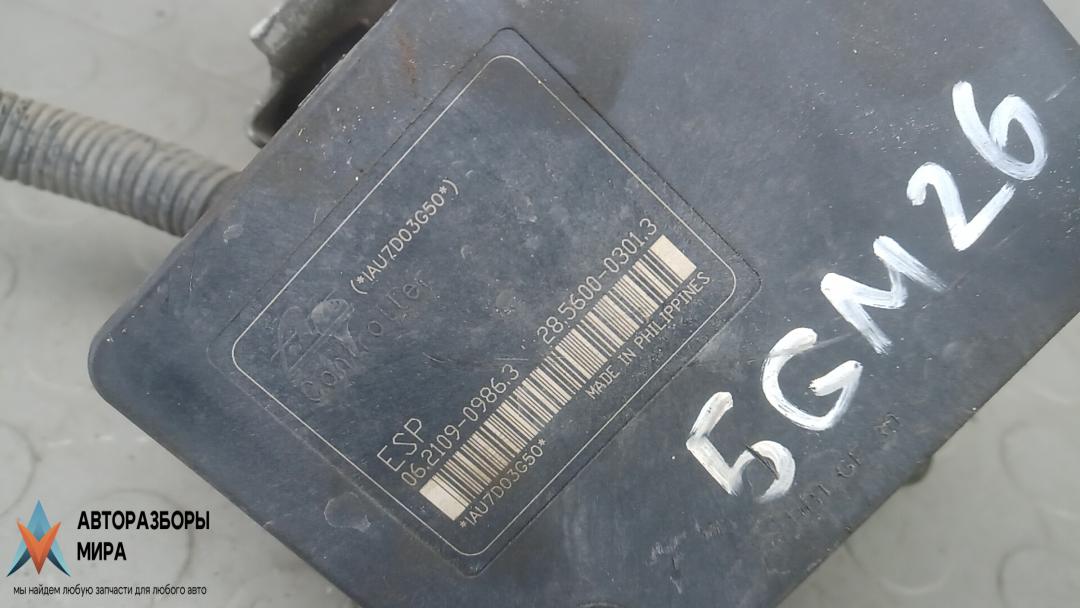 (*IAU7D03G50*)
Ate
Controller
ESP
06.2109-0986.3 28.5600-0301.3
MADE IN PHILIPPINES
*IAU7D03G50*
5GM26
АВТОРАЗБОРЫ
МИРА
мы найдем любую запчасти для любого авто